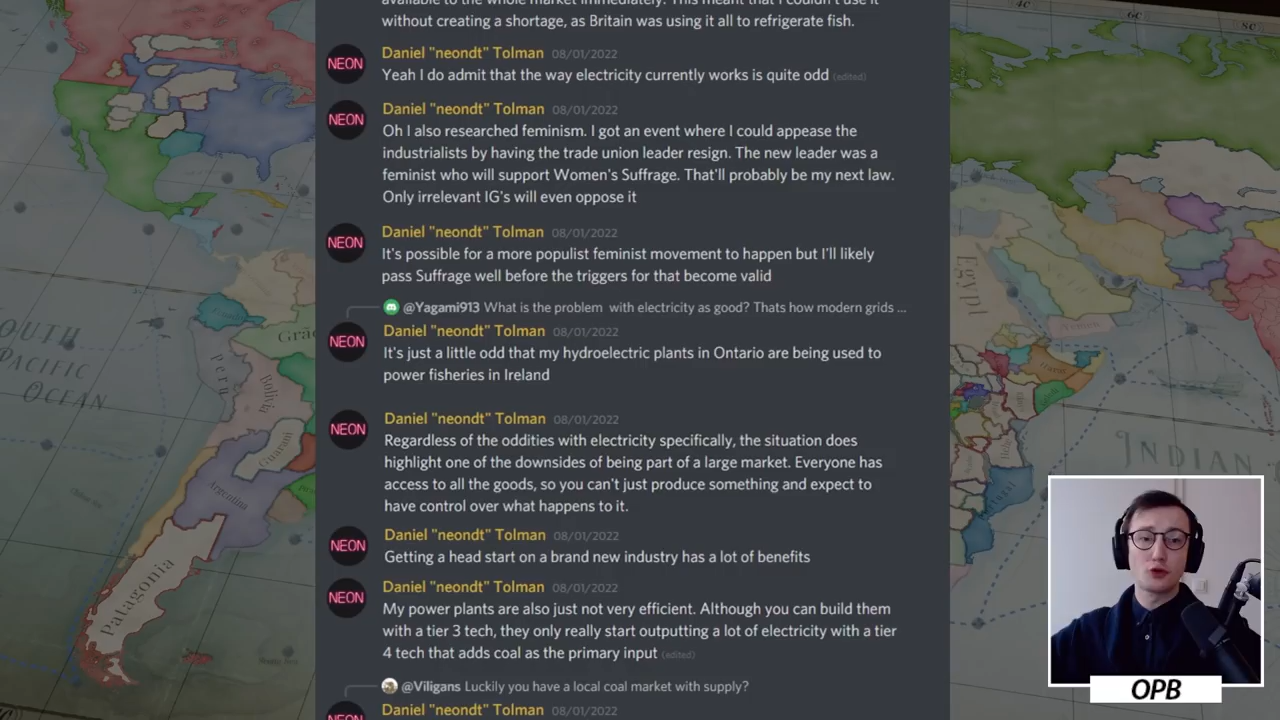 available to the whole market immediately. This meant that I couldn't use it
without creating a shortage, as Britain was using it all to refrigerate fish.
NEON
Daniel "neondt" Tolman 08/01/2022
Yeah I do admit that the way electricity currently works is quite odd (edited)
NEON
Daniel "neondt" Tolman 08/01/2022
Oh I also researched feminism. I got an event where I could appease the
industrialists by having the trade union leader resign. The new leader was a
feminist who will support Women's Suffrage. That'll probably be my next law.
Only irrelevant IG's will even oppose it
NEON
Daniel "neondt" Tolman 08/01/2022
It's possible for a more populist feminist movement to happen but I'll likely
pass Suffrage well before the triggers for that become valid
@Yagami913 What is the problem with electricity as good? Thats how modern grids ...
NEON
Daniel "neondt" Tolman 08/01/2022
It's just a little odd that my hydroelectric plants in Ontario are being used to
power fisheries in Ireland
NEON
Daniel "neondt" Tolman 08/01/2022
Regardless of the oddities with electricity specifically, the situation does
highlight one of the downsides of being part of a large market. Everyone has
access to all the goods, so you can't just produce something and expect to
have control over what happens to it.
NEON
Daniel "neondt" Tolman 08/01/2022
Getting a head start on a brand new industry has a lot of benefits
NEON
Daniel "neondt" Tolman 08/01/2022
My power plants are also just not very efficient. Although you can build them
with a tier 3 tech, they only really start outputting a lot of electricity with a tier
4 tech that adds coal as the primary input (edited)
@Viligans Luckily you have a local coal market with supply?
NEON
Daniel "neondt" Tolman 08/01/2022
SOUTH
PACIFIC
OCEAN
Peru
Bolivia
Guarani
Argentina
Patagonia
Egypt
Yemen
INDIAN
OPB